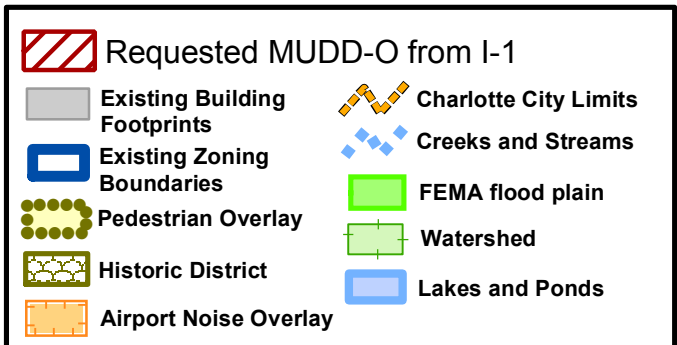 Requested MUDD-O from I-1
Existing Building
Footprints
Existing Zoning
Boundaries
Pedestrian Overlay
Historic District
Airport Noise Overlay
Charlotte City Limits
Creeks and Streams
FEMA flood plain
Watershed
Lakes and Ponds